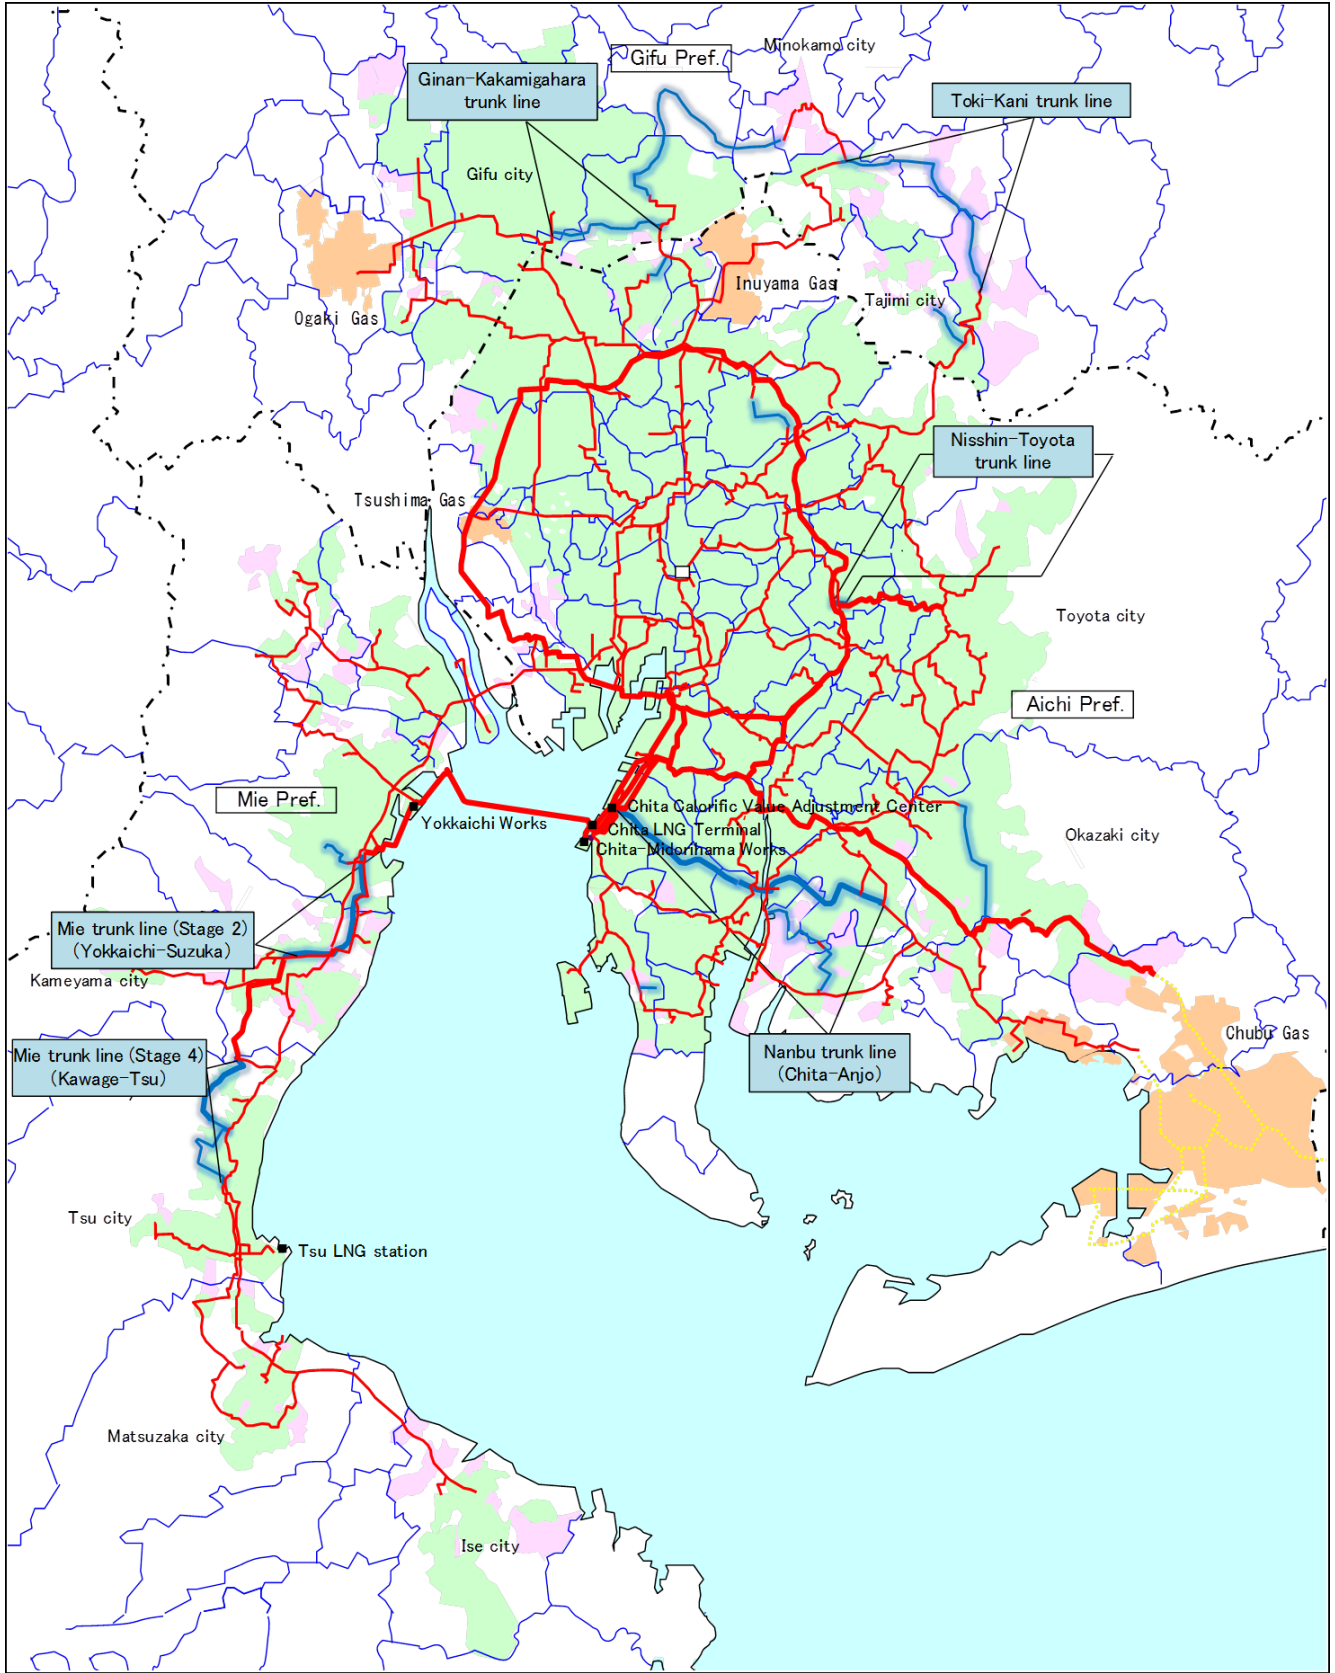 Minokamo city
Gifu Pref.
Ginan-Kakamigahara
trunk line
Toki-Kani trunk line
Gifu city
Inuyama Gas
Tajimi city
Ogaki Gas
Nisshin-Toyota
trunk line
Tsushima Gas
Toyota city
Aichi Pref.
Mie Pref.
Chita Calorific Value Adjustment Center
Yokkaichi Works
Chita LNG Terminal
Chita-Midorihama Works
Okazaki city
Mie trunk line (Stage 2)
(Yokkaichi-Suzuka)
Kameyama city
Chubu Gas
Mie trunk line (Stage 4)
(Kawage-Tsu)
Nanbu trunk line
(Chita-Anjo)
Tsu city
Tsu LNG station
Matsuzaka city
Ise city